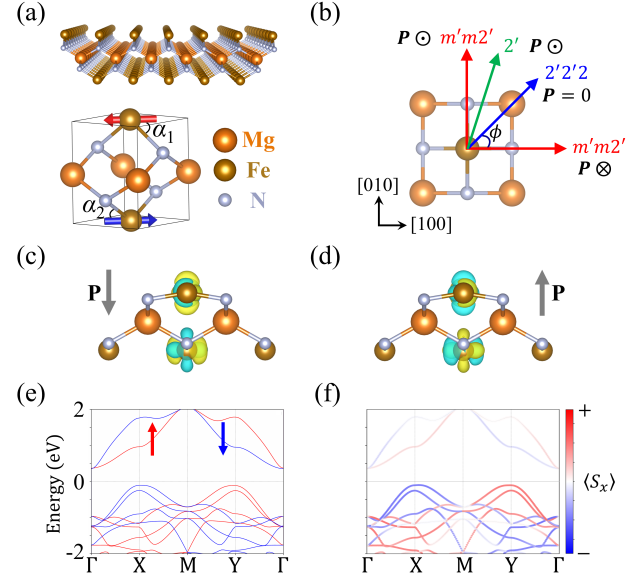 (a)
α₁
α₂
Mg
Fe
N
(b)
P ⊙
m′m2′
2′
P ⊙
2′2′2
P = 0
ϕ
m′m2′
P ⊗
[010]
[100]
(c)
P
(d)
P
(e)
2
0
-2
Energy (eV)
Γ X M Y Γ
(f)
+
⟨Sₓ⟩
−
Γ X M Y Γ